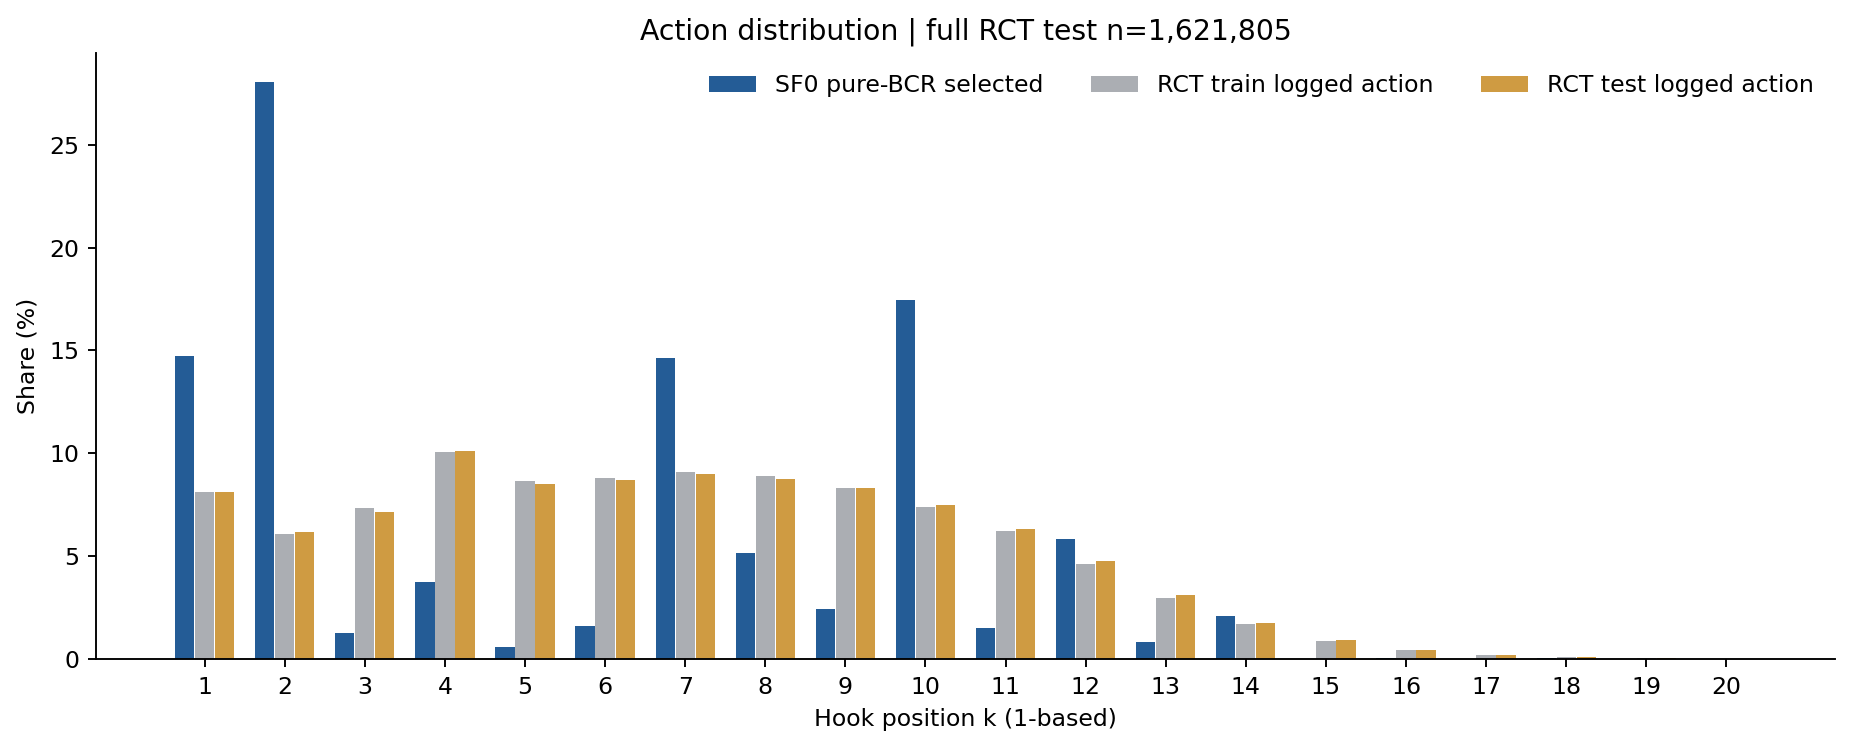 Action distribution | full RCT test n=1,621,805
SF0 pure-BCR selected RCT train logged action RCT test logged action
Share (%)
25
20
15
10
5
0
1 2 3 4 5 6 7 8 9 10 11 12 13 14 15 16 17 18 19 20
Hook position k (1-based)